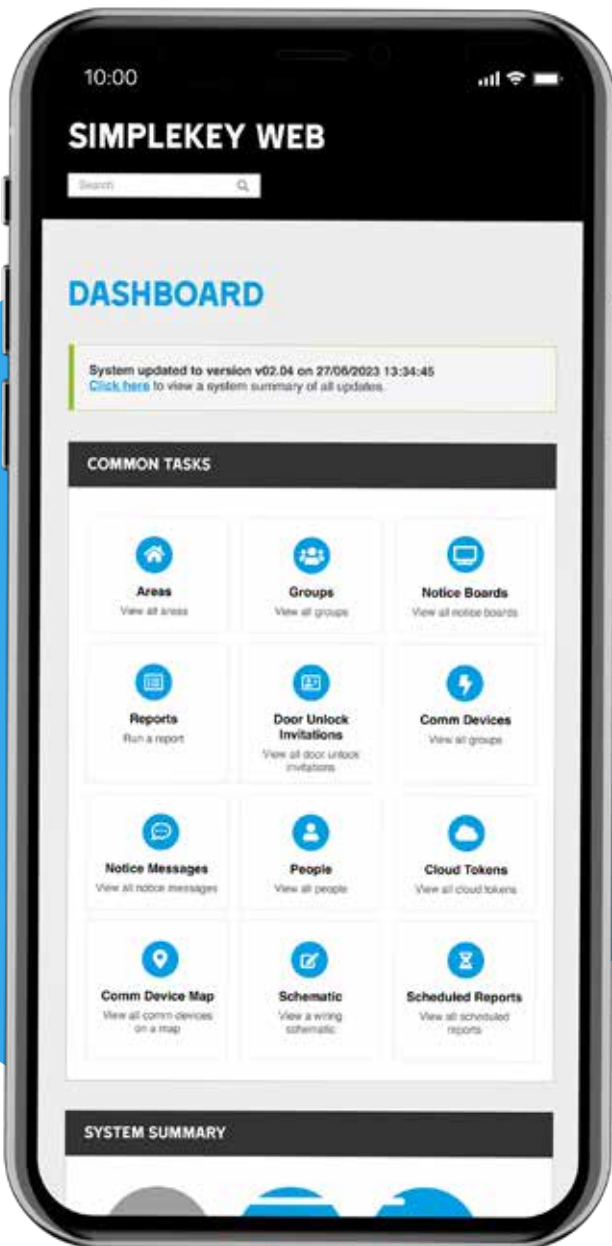 10:00
SIMPLEKEY WEB
Search
DASHBOARD
System updated to version v02.04 on 27/06/2023 13:34:45
Click here to view a system summary of all updates.
COMMON TASKS
Areas
View all areas
Groups
View all groups
Notice Boards
View all notice boards
Reports
Run a report
Door Unlock
Invitations
View all door unlock
invitations
Comm Devices
View all groups
Notice Messages
View all notice messages
People
View all people
Cloud Tokens
View all cloud tokens
Comm Device Map
View all comm devices
on a map
Schematic
View a wiring
schematic
Scheduled Reports
View all scheduled
reports
SYSTEM SUMMARY